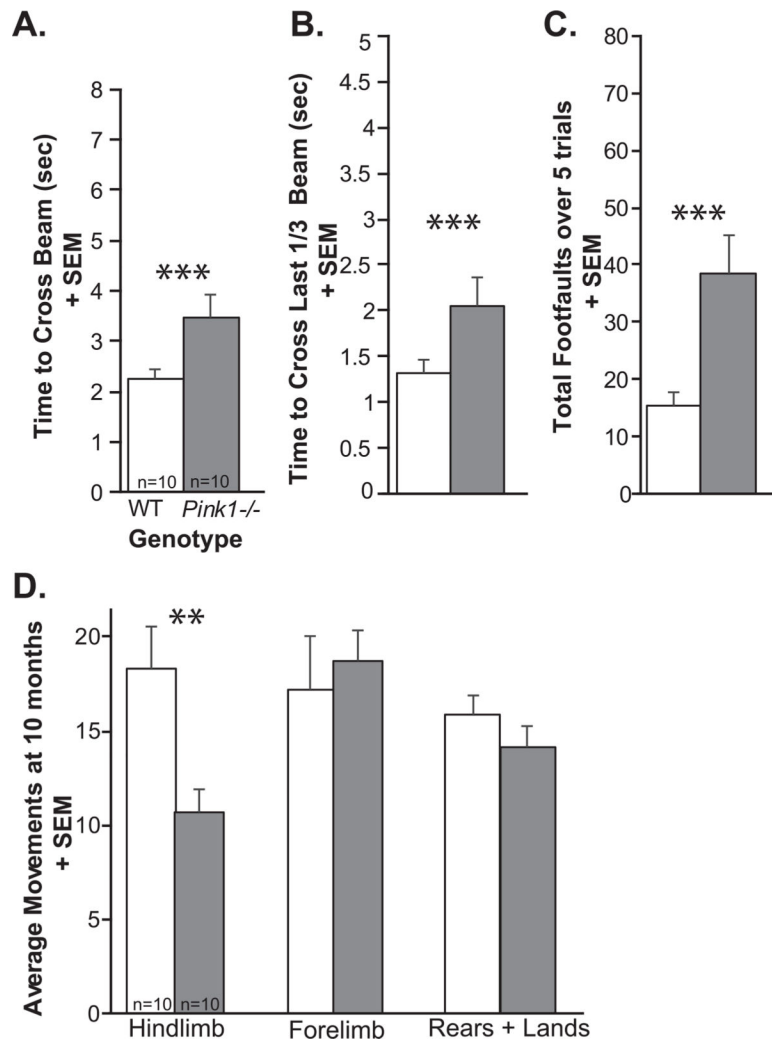 A.
Time to Cross Beam (sec)
+ SEM
8
7
6
5
4
3
2
1
0
***
n=10
n=10
WT
Pink1-/-
Genotype
B.
Time to Cross Last 1/3 Beam (sec)
+ SEM
5
4.5
4
3.5
3
2.5
2
1.5
1
0.5
0
***
C.
Total Footfaults over 5 trials
+ SEM
80
70
60
50
40
30
20
10
0
***
D.
Average Movements at 10 months
+ SEM
20
15
10
5
0
**
n=10
n=10
Hindlimb
Forelimb
Rears + Lands